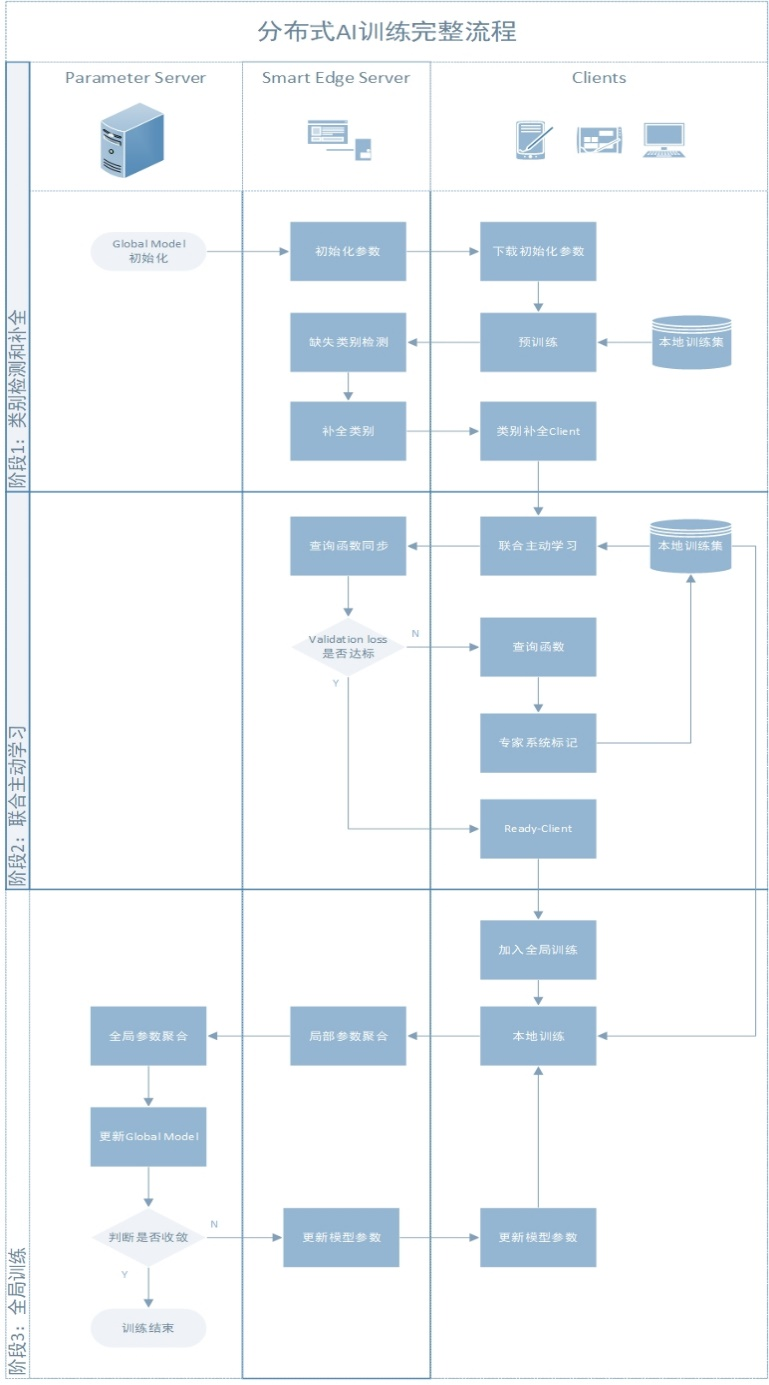 分布式AI训练完整流程
Parameter Server
Smart Edge Server
Clients
阶段1：类别检测和补全
Global Model
初始化
初始化参数
下载初始化参数
缺失类别检测
预训练
本地训练集
补全类别
类别补全Client
阶段2：联合主动学习
查询函数同步
联合主动学习
本地训练集
Validation loss
是否达标
N
Y
查询函数
专家系统标记
Ready-Client
阶段3：全局训练
加入全局训练
全局参数聚合
局部参数聚合
本地训练
更新Global Model
判断是否收敛
N
Y
更新模型参数
更新模型参数
训练结束